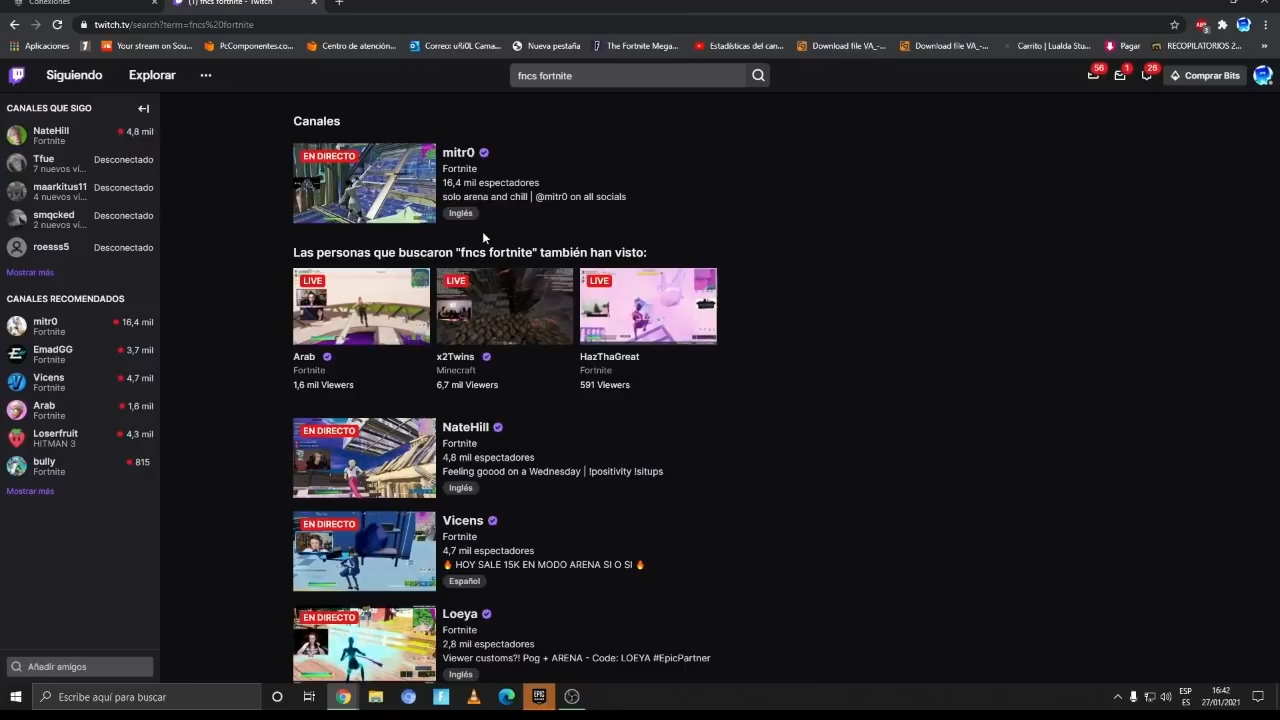 Conexiones
(1) fncs fortnite - Twitch
twitch.tv/search?term=fncs%20fortnite
Aplicaciones
Your stream on Sou...
PcComponentes.co...
Centro de atención...
Correo: uRiOL Cama...
Nueva pestaña
The Fortnite Mega...
Estadísticas del can...
Download file VA_-...
Download file VA_-...
Carrito | Lualda Stu...
Pagar
RECOPILATORIOS 2...
Siguiendo
Explorar
fncs fortnite
56
1
26
Comprar Bits
CANALES QUE SIGO
NateHill
4,8 mil
Fortnite
Tfue
Desconectado
7 nuevos ví...
maarkitus11
Desconectado
4 nuevos ví...
smqcked
Desconectado
2 nuevos ví...
roesss5
Desconectado
Mostrar más
CANALES RECOMENDADOS
mitr0
16,4 mil
Fortnite
EmadGG
3,7 mil
Fortnite
Vicens
4,7 mil
Fortnite
Arab
1,6 mil
Fortnite
Loserfruit
4,3 mil
HITMAN 3
bully
815
Fortnite
Mostrar más
Añadir amigos
Canales
EN DIRECTO
mitr0
Fortnite
16,4 mil espectadores
solo arena and chill | @mitr0 on all socials
Inglés
Las personas que buscaron "fncs fortnite" también han visto:
LIVE
Arab
Fortnite
1,6 mil Viewers
LIVE
x2Twins
Minecraft
6,7 mil Viewers
LIVE
HazThaGreat
Fortnite
591 Viewers
EN DIRECTO
NateHill
Fortnite
4,8 mil espectadores
Feeling goood on a Wednesday | !positivity !situps
Inglés
EN DIRECTO
Vicens
Fortnite
4,7 mil espectadores
🔥 HOY SALE 15K EN MODO ARENA SI O SI 🔥
Español
EN DIRECTO
Loeya
Fortnite
2,8 mil espectadores
Viewer customs?! Pog + ARENA - Code: LOEYA #EpicPartner
Inglés
Escribe aquí para buscar
EPIC
ESP
ES
16:42
27/01/2021